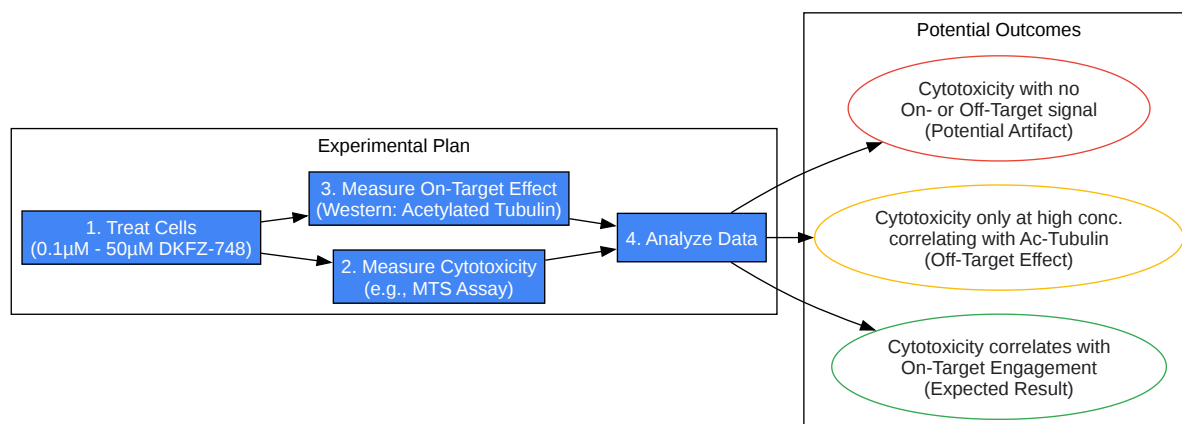 Experimental Plan
1. Treat Cells
(0.1µM - 50µM DKFZ-748)
3. Measure On-Target Effect
(Western: Acetylated Tubulin)
2. Measure Cytotoxicity
(e.g., MTS Assay)
4. Analyze Data
Potential Outcomes
Cytotoxicity with no
On- or Off-Target signal
(Potential Artifact)
Cytotoxicity only at high conc.
correlating with Ac-Tubulin
(Off-Target Effect)
Cytotoxicity correlates with
On-Target Engagement
(Expected Result)